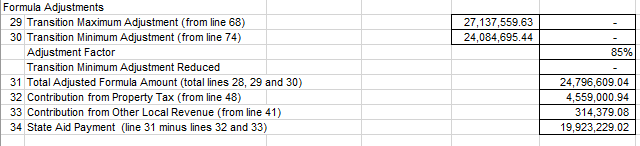 Formula Adjustments
29 Transition Maximum Adjustment (from line 68) 27,137,559.63 -
30 Transition Minimum Adjustment (from line 74) 24,084,695.44 -
Adjustment Factor 85%
Transition Minimum Adjustment Reduced -
31 Total Adjusted Formula Amount (total lines 28, 29 and 30) 24,796,609.04
32 Contribution from Property Tax (from line 48) 4,559,000.94
33 Contribution from Other Local Revenue (from line 41) 314,379.08
34 State Aid Payment (line 31 minus lines 32 and 33) 19,923,229.02